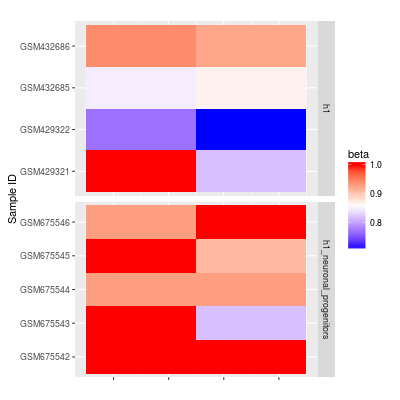 GSM432686
GSM432685
GSM429322
GSM429321
h1
GSM675546
GSM675545
GSM675544
GSM675543
GSM675542
h1_neuronal_progenitors
Sample ID
beta
1.0
0.9
0.8